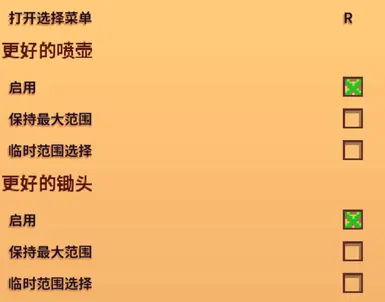 打开选择菜单 R
更好的喷壶
启用
保持最大范围
临时范围选择
更好的锄头
启用
保持最大范围
临时范围选择